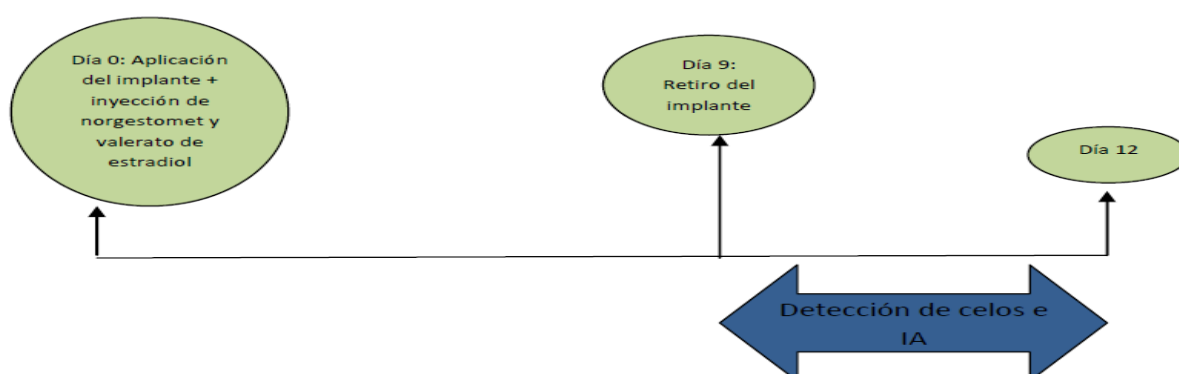 Día 0: Aplicación
del implante +
inyección de
norgestomet y
valerato de
estradiol
Día 9:
Retiro del
implante
Día 12
Detección de celos e
IA